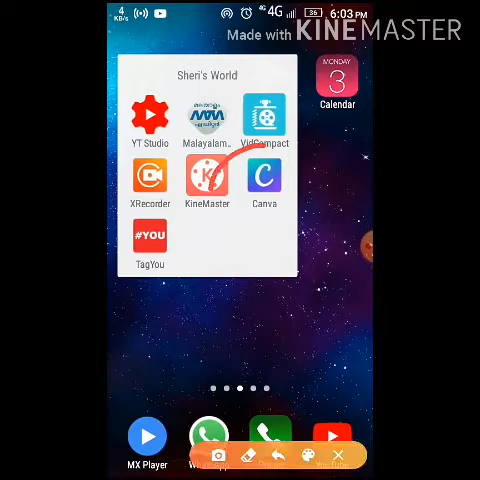 4 KB/s
4G 4G 36 6:03 PM
Made with KINEMASTER
Sheri's World
MONDAY
3
Calendar
YT Studio
Malayalam..
VidCompact
XRecorder
KineMaster
Canva
#YOU
TagYou
MX Player